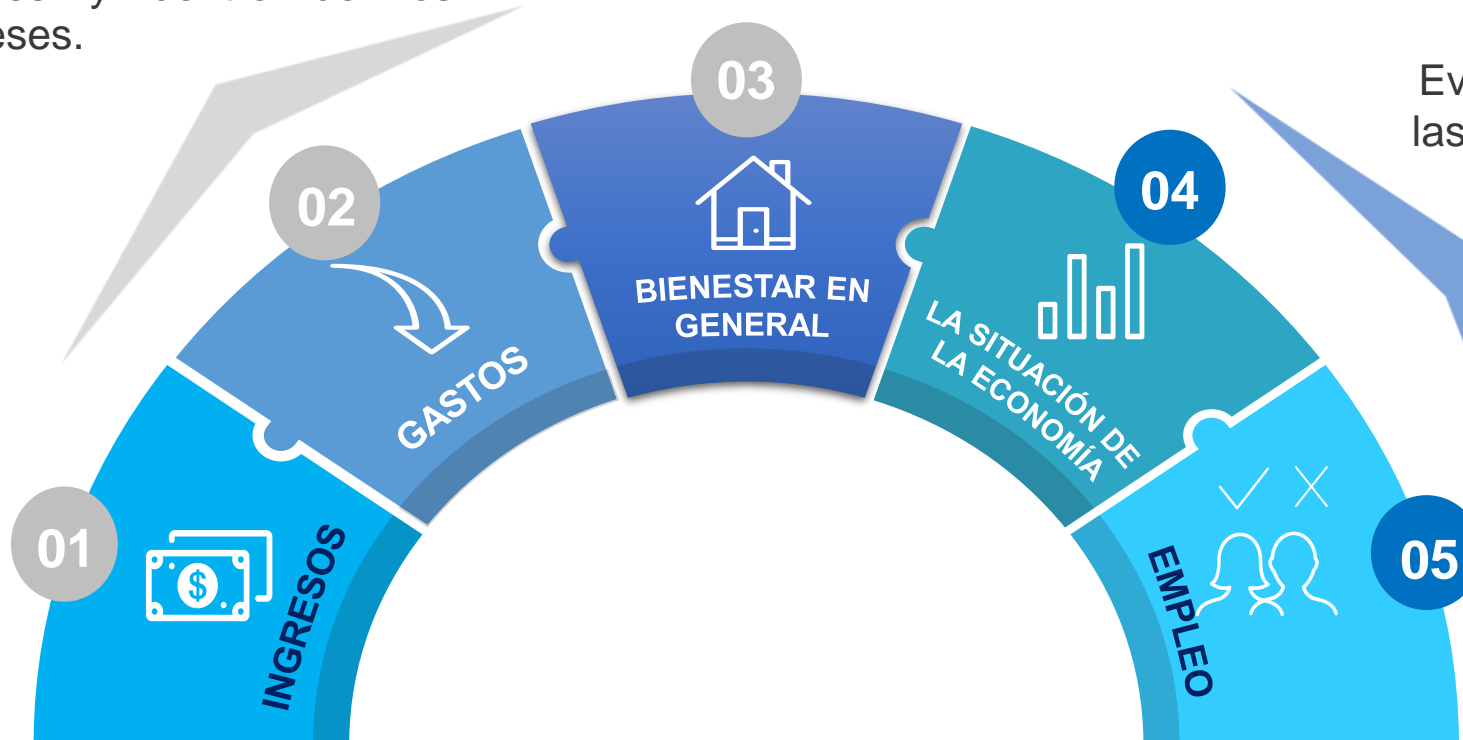 eses.
Ev
las
01
INGRESOS
02
GASTOS
03
BIENESTAR EN
GENERAL
04
LA SITUACIÓN DE
LA ECONOMÍA
05
EMPLEO
$